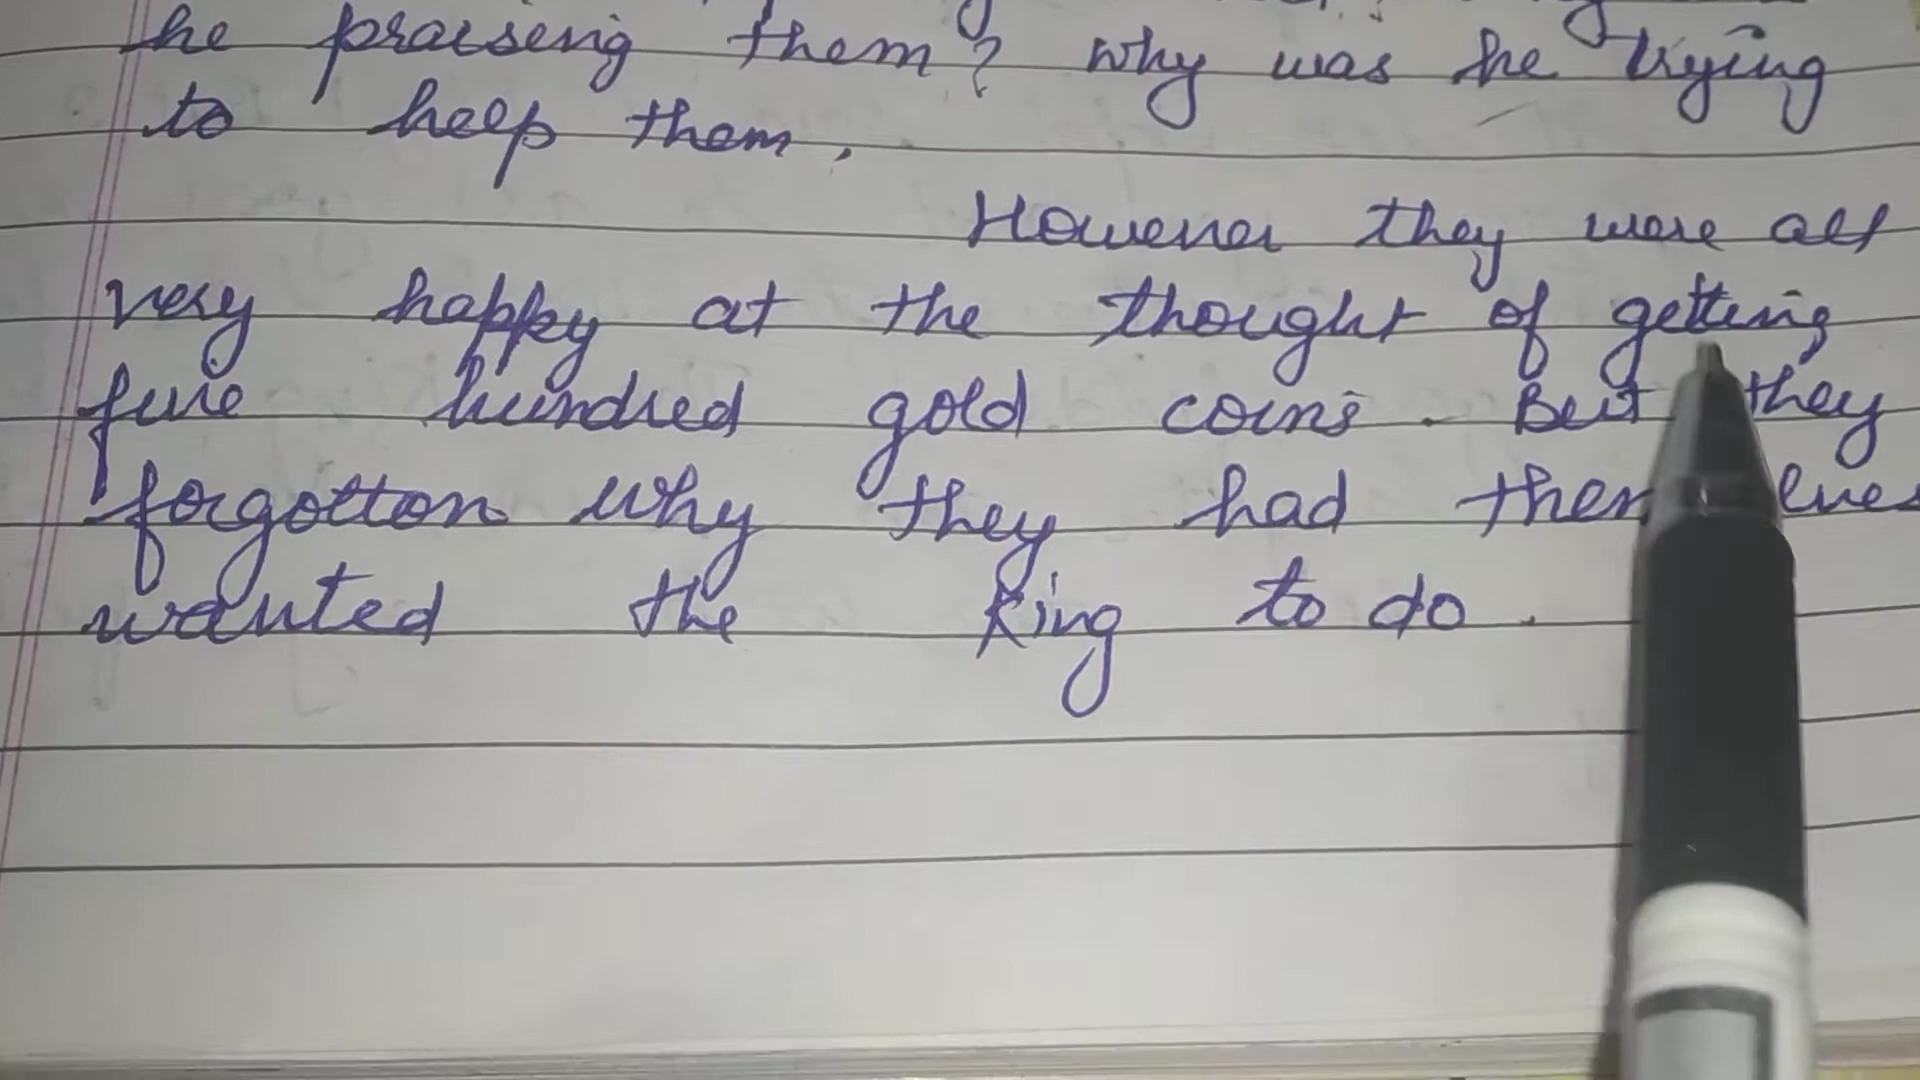 he praising them? why was he trying
to help them.
However they were all
very happy at the thought of getting
five hundred gold coins. But they
forgotton why they had
wanted the king to do.